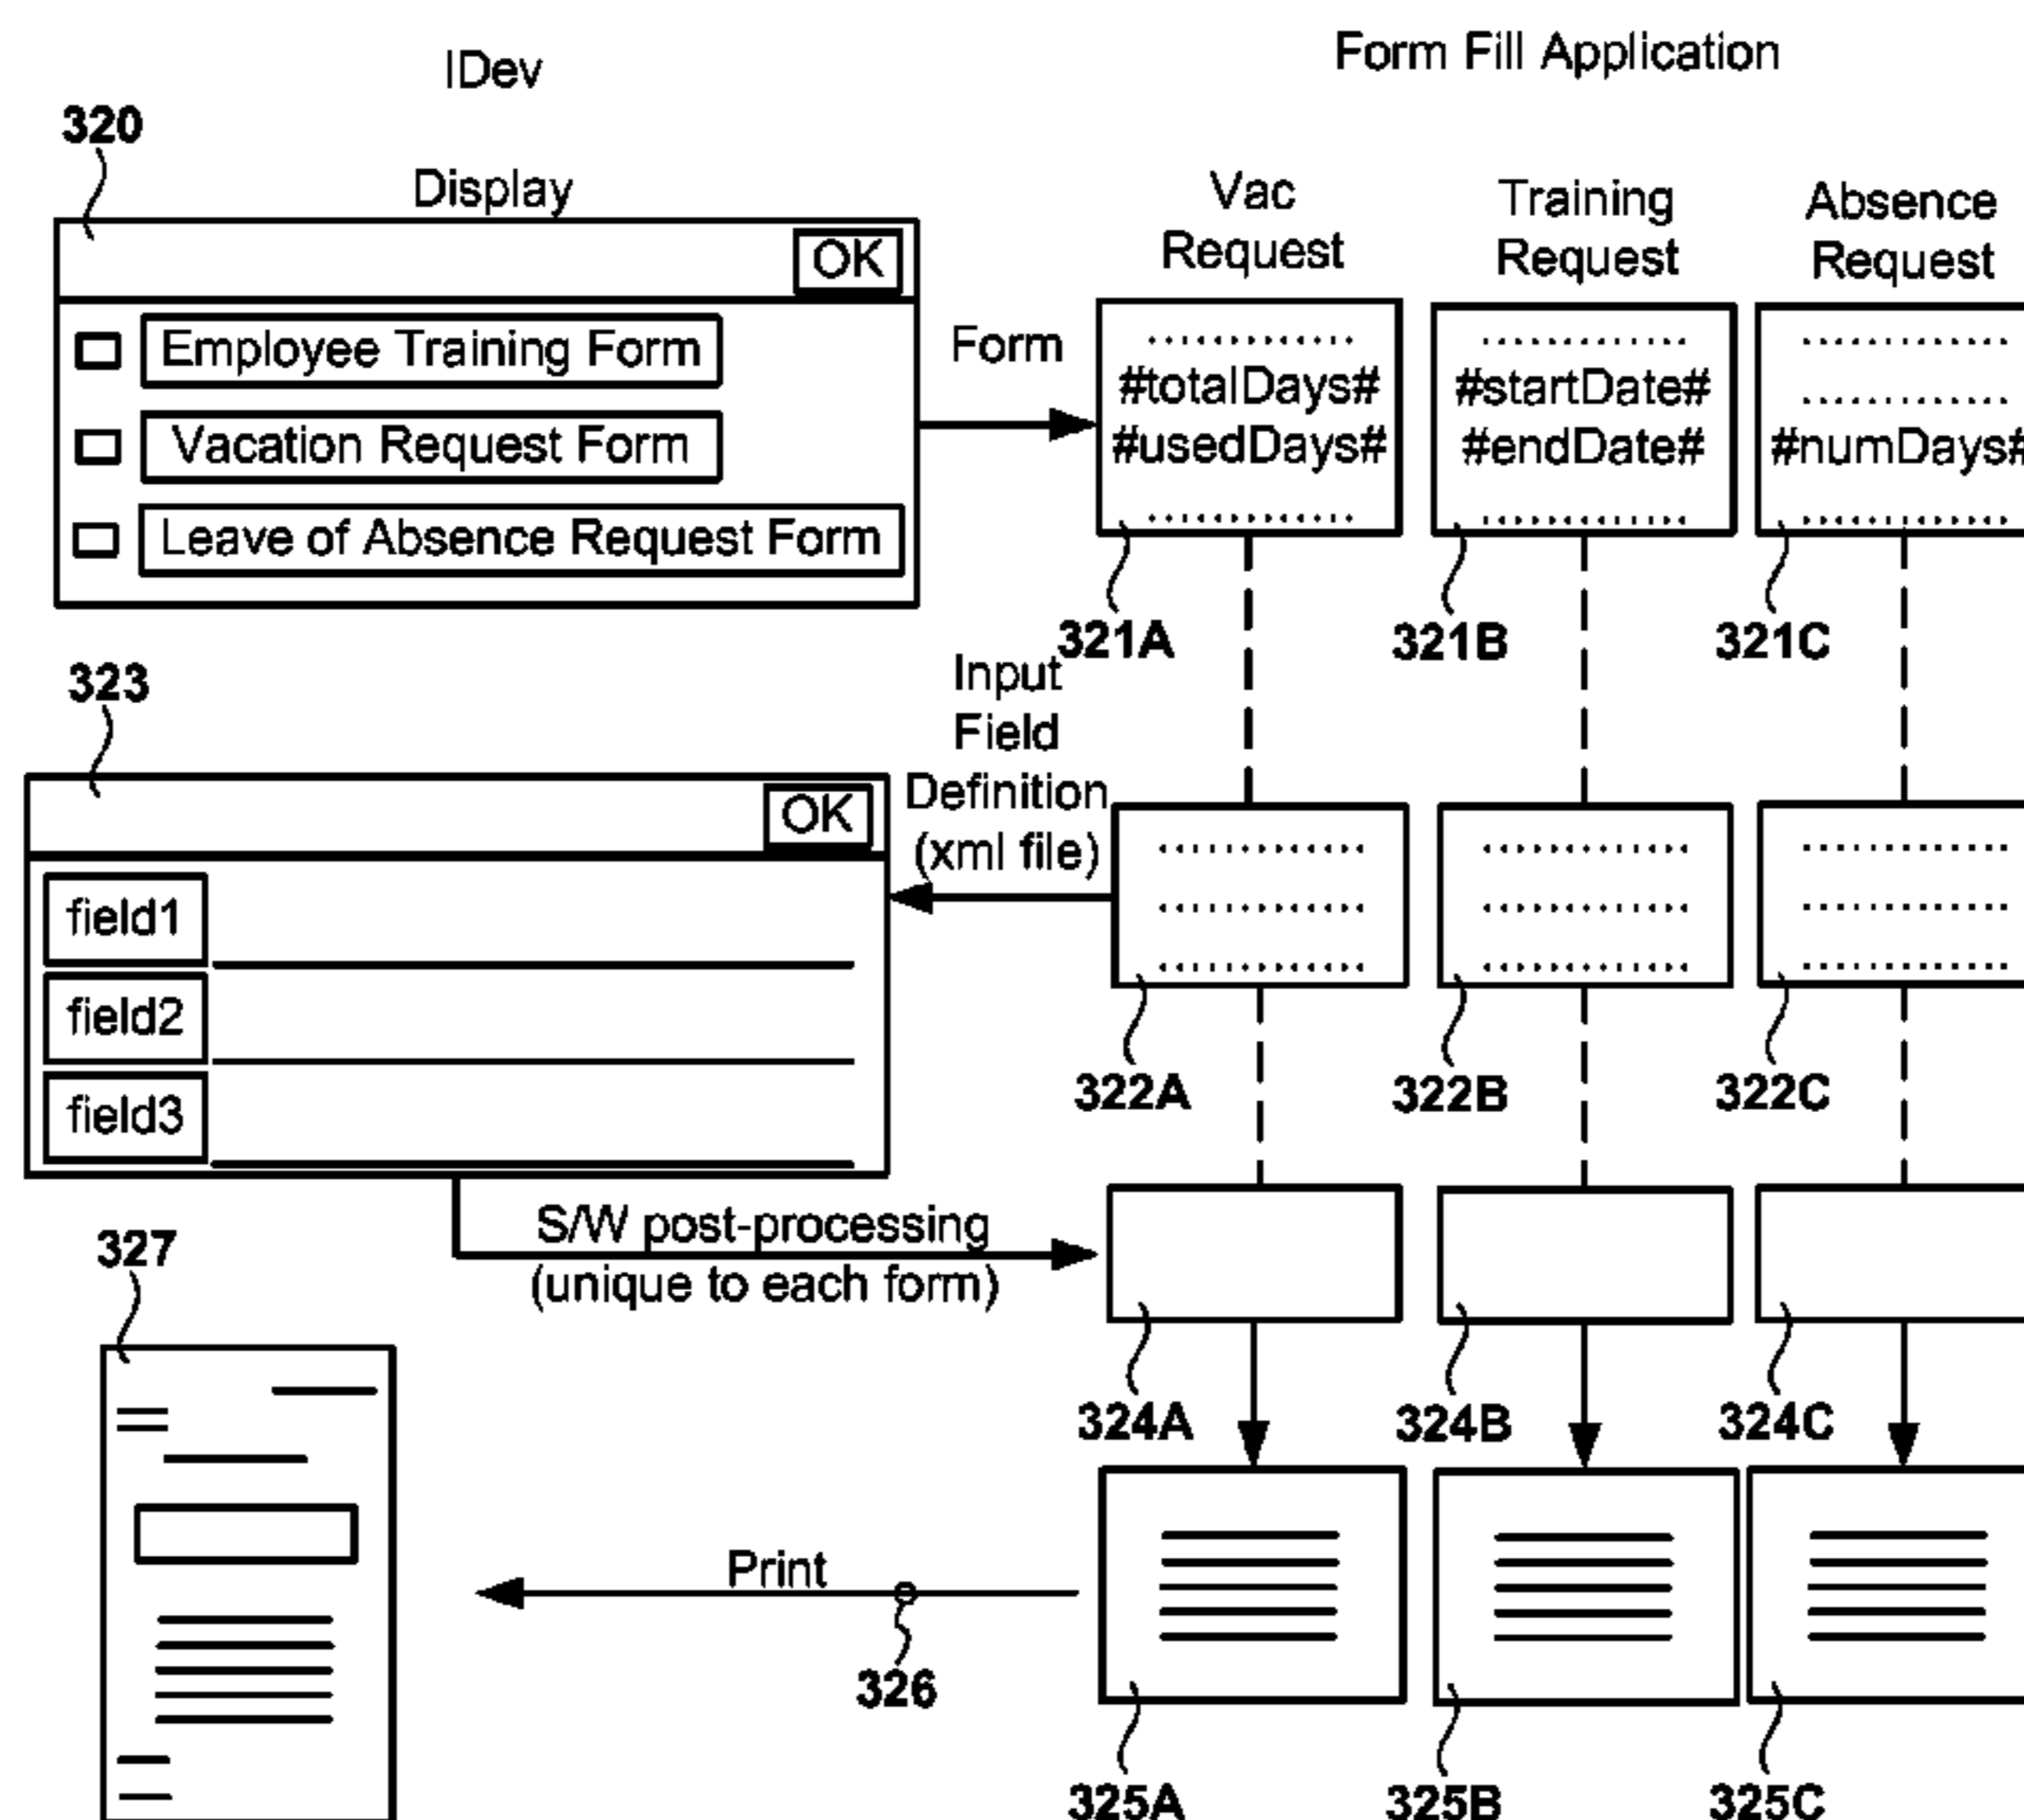 IDev
Form Fill Application
320
Display
Vac
Request
Training
Request
Absence
Request
OK
Employee Training Form
Vacation Request Form
Leave of Absence Request Form
Form
#totalDays#
#usedDays#
#startDate#
#endDate#
#numDays#
321A
321B
321C
323
Input
Field
Definition
(xml file)
OK
field1
field2
field3
322A
322B
322C
S/W post-processing
(unique to each form)
327
324A
324B
324C
Print
326
325A
325B
325C